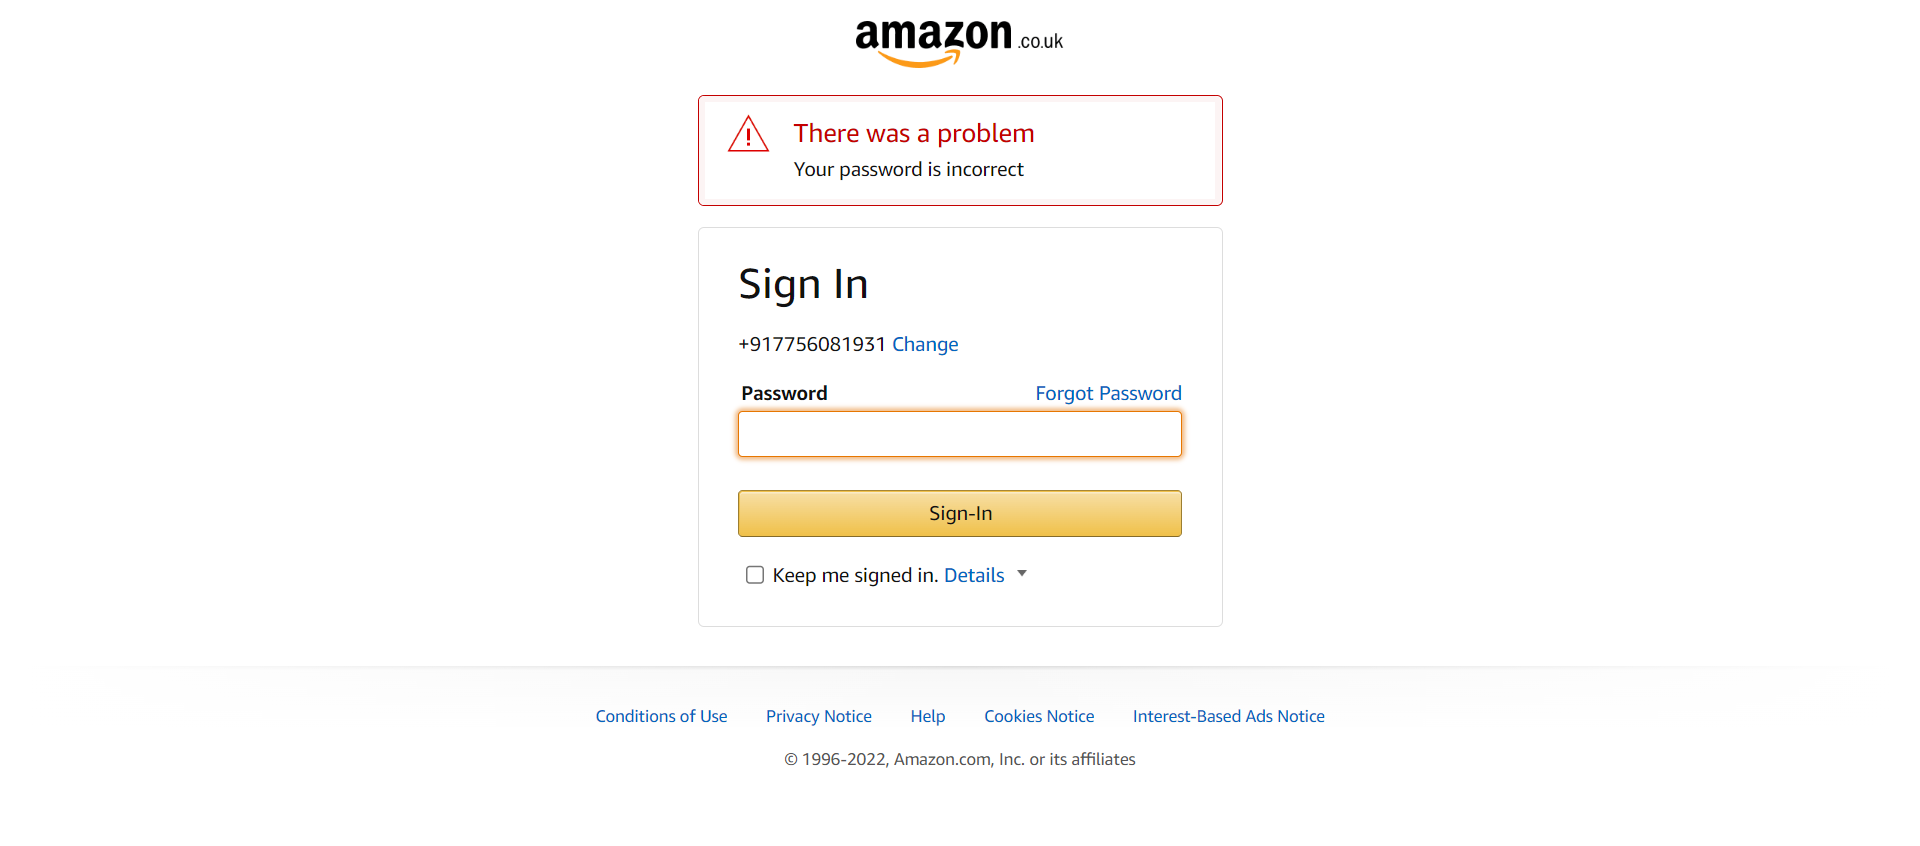 amazon.co.uk
There was a problem
Your password is incorrect
Sign In
+917756081931 Change
Password Forgot Password
Sign-In
Keep me signed in. Details
Conditions of Use Privacy Notice Help Cookies Notice Interest-Based Ads Notice
© 1996-2022, Amazon.com, Inc. or its affiliates